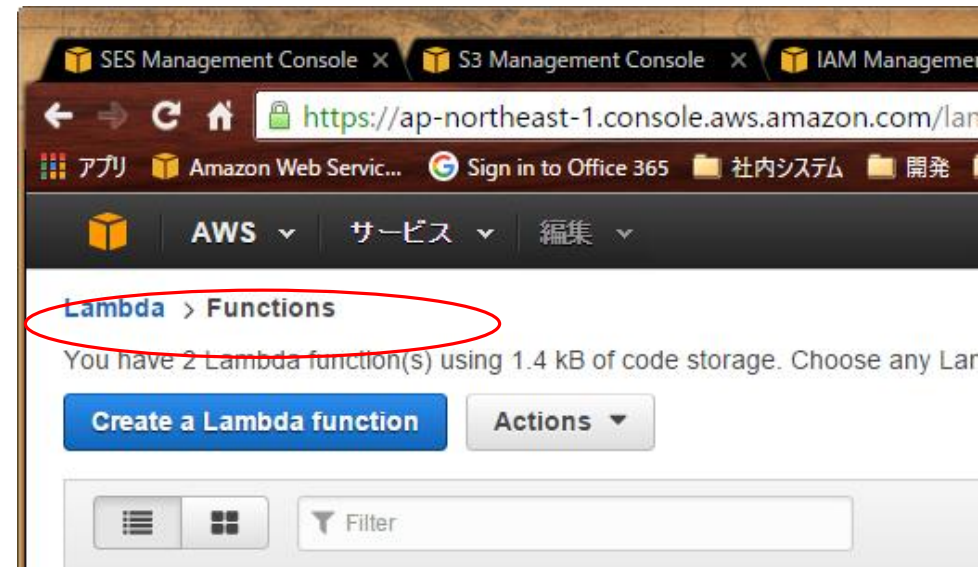 SES Management Console
S3 Management Console
IAM Managemen
https://ap-northeast-1.console.aws.amazon.com/lam
アプリ Amazon Web Servic... Sign in to Office 365 社内システム 開発
AWS サービス 編集
Lambda > Functions
You have 2 Lambda function(s) using 1.4 kB of code storage. Choose any Lam
Create a Lambda function Actions
Filter